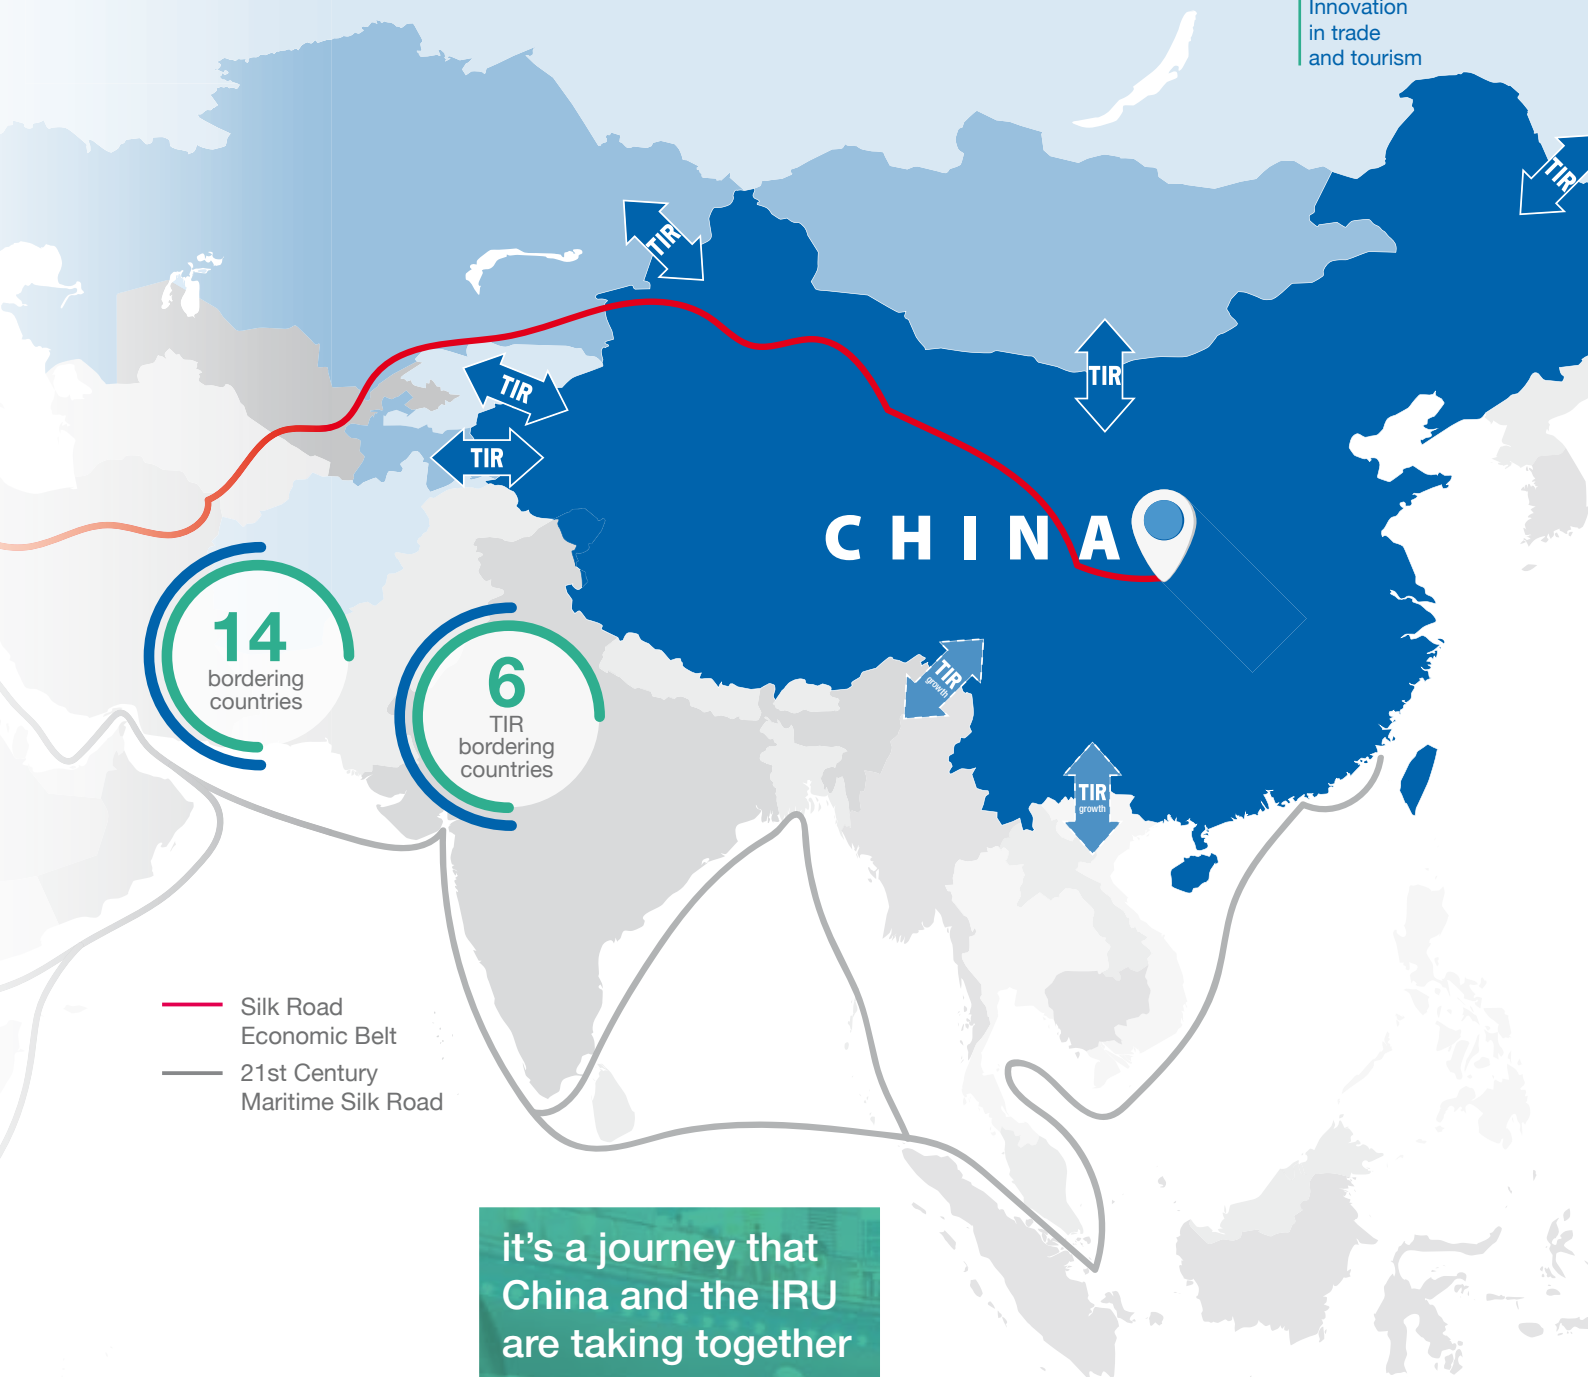 Innovation
in trade
and tourism
TIR
TIR
TIR
TIR
TIR
CHINA
14
bordering
countries
6
TIR
bordering
countries
TIR
growth
TIR
growth
Silk Road
Economic Belt
21st Century
Maritime Silk Road
it's a journey that
China and the IRU
are taking together